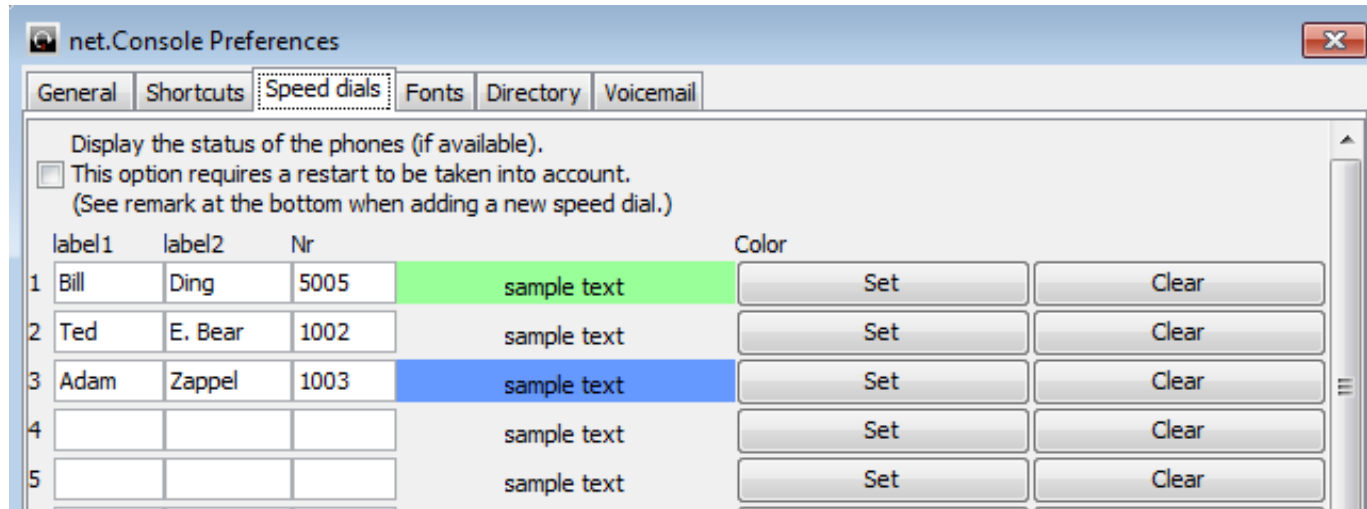 net.Console Preferences
General Shortcuts Speed dials Fonts Directory Voicemail
Display the status of the phones (if available).
This option requires a restart to be taken into account.
(See remark at the bottom when adding a new speed dial.)
label1 label2 Nr Color
1 Bill Ding 5005 sample text Set Clear
2 Ted E. Bear 1002 sample text Set Clear
3 Adam Zappel 1003 sample text Set Clear
4 sample text Set Clear
5 sample text Set Clear